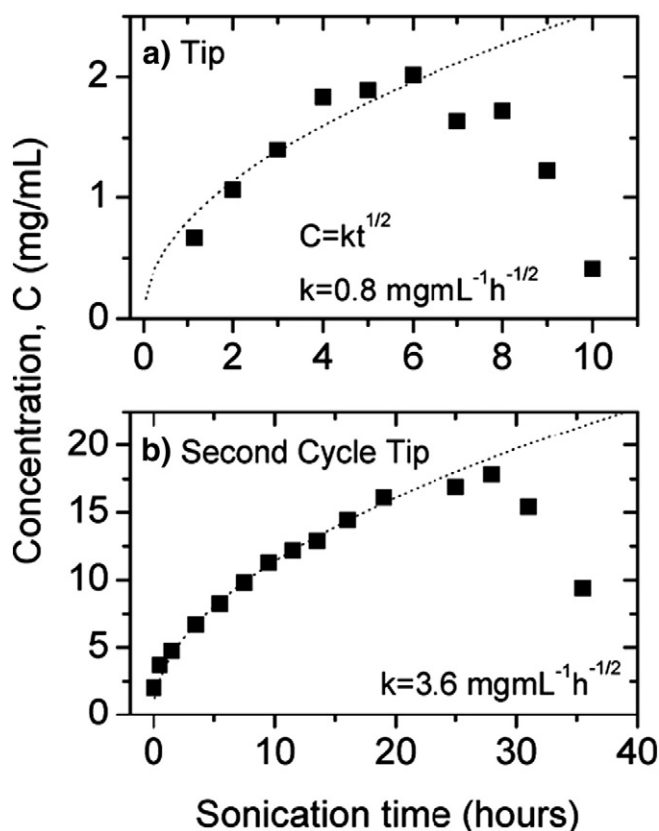 Concentration, C (mg/mL)
a) Tip
2
1
0
C=kt^1/2
k=0.8 mgmL^-1h^-1/2
0 2 4 6 8 10
b) Second Cycle Tip
20
15
10
5
0
k=3.6 mgmL^-1h^-1/2
0 10 20 30 40
Sonication time (hours)